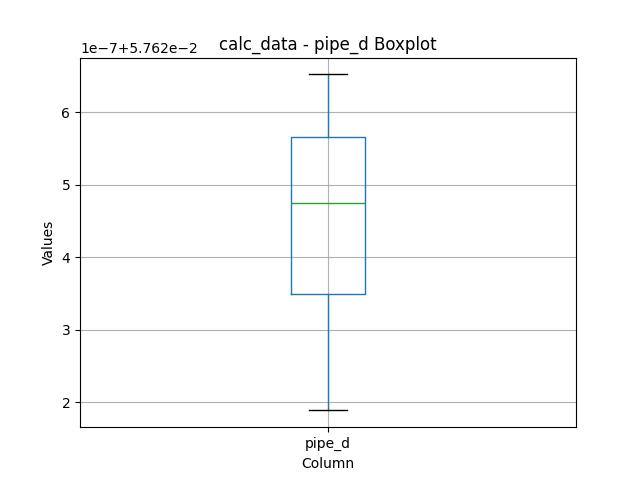 calc_data - pipe_d Boxplot
1e−7+5.762e−2
6
5
4
3
2
Values
pipe_d
Column